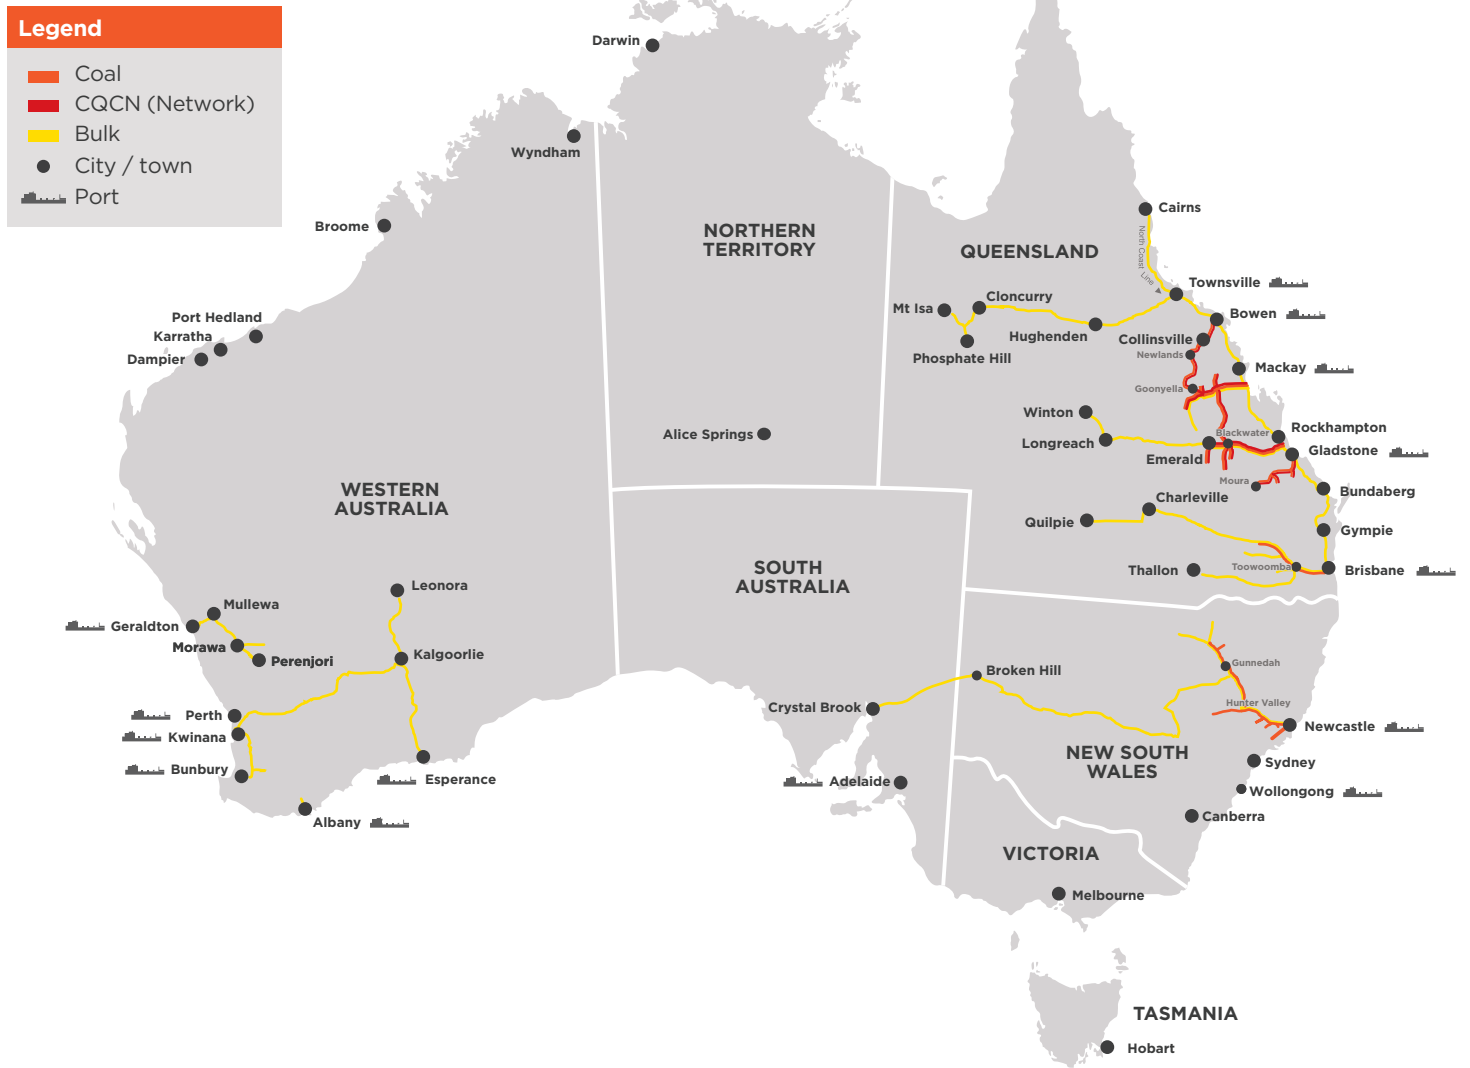 Legend
Coal
CQCN (Network)
Bulk
City / town
Port
Darwin
Wyndham
Broome
Port Hedland
Karratha
Dampier
NORTHERN
TERRITORY
QUEENSLAND
Cairns
North Coast Line
Townsville
Bowen
Mt Isa
Cloncurry
Hughenden
Phosphate Hill
Collinsville
Newlands
Mackay
Goonyella
Winton
Longreach
Alice Springs
Blackwater
Rockhampton
Emerald
Gladstone
Moura
Bundaberg
Charleville
Quilpie
Gympie
Thallon
Toowoomba
Brisbane
WESTERN
AUSTRALIA
SOUTH
AUSTRALIA
Leonora
Mullewa
Geraldton
Morawa
Perenjori
Kalgoorlie
Perth
Kwinana
Bunbury
Esperance
Albany
Broken Hill
Crystal Brook
Gunnedah
Hunter Valley
Newcastle
NEW SOUTH
WALES
Sydney
Adelaide
Wollongong
Canberra
VICTORIA
Melbourne
TASMANIA
Hobart